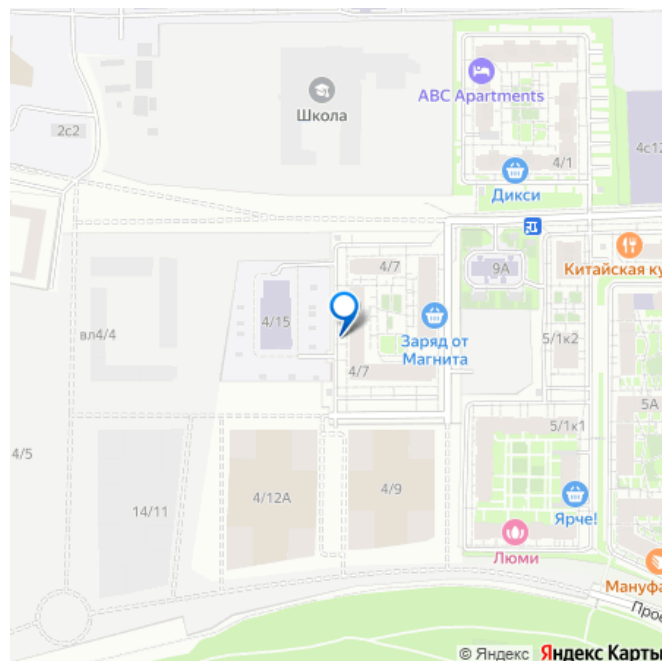 ABC Apartments
Школа
2с2
4с12
4/1
Дикси
4/7
9А
Китайская ку
4/15
Заряд от
Магнита
вл4/4
5/1к2
4/7
5А
5/1к1
4/5
4/12А
4/9
14/11
Ярче!
Люми
Мануфа
Прое
© Яндекс Яндекс Карты